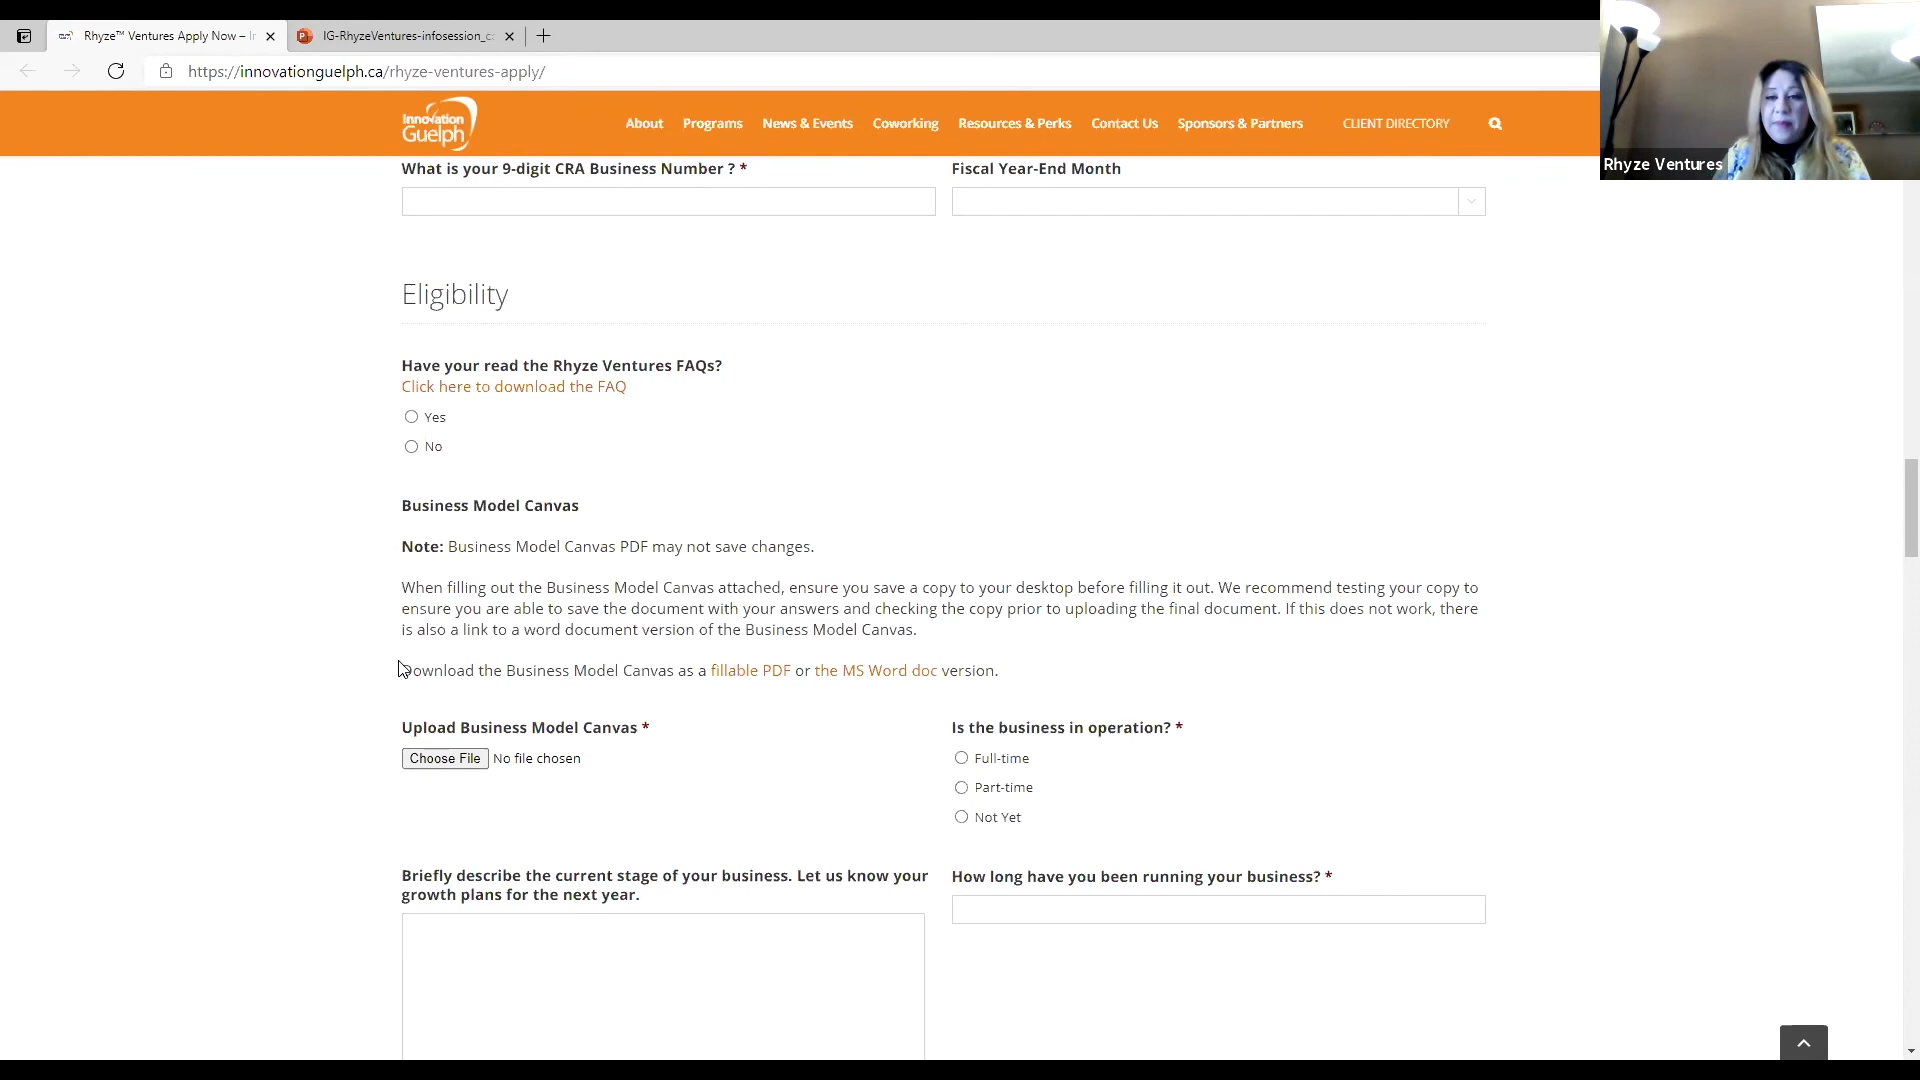 Rhyze™ Ventures Apply Now – In
IG-RhyzeVentures-infosession_c
https://innovationguelph.ca/rhyze-ventures-apply/
Innovation
Guelph
About
Programs
News & Events
Coworking
Resources & Perks
Contact Us
Sponsors & Partners
CLIENT DIRECTORY
Rhyze Ventures
What is your 9-digit CRA Business Number ? *
Fiscal Year-End Month
Eligibility
Have your read the Rhyze Ventures FAQs?
Click here to download the FAQ
Yes
No
Business Model Canvas
Note: Business Model Canvas PDF may not save changes.
When filling out the Business Model Canvas attached, ensure you save a copy to your desktop before filling it out. We recommend testing your copy to
ensure you are able to save the document with your answers and checking the copy prior to uploading the final document. If this does not work, there
is also a link to a word document version of the Business Model Canvas.
Download the Business Model Canvas as a fillable PDF or the MS Word doc version.
Upload Business Model Canvas *
Choose File No file chosen
Is the business in operation? *
Full-time
Part-time
Not Yet
Briefly describe the current stage of your business. Let us know your
growth plans for the next year.
How long have you been running your business? *